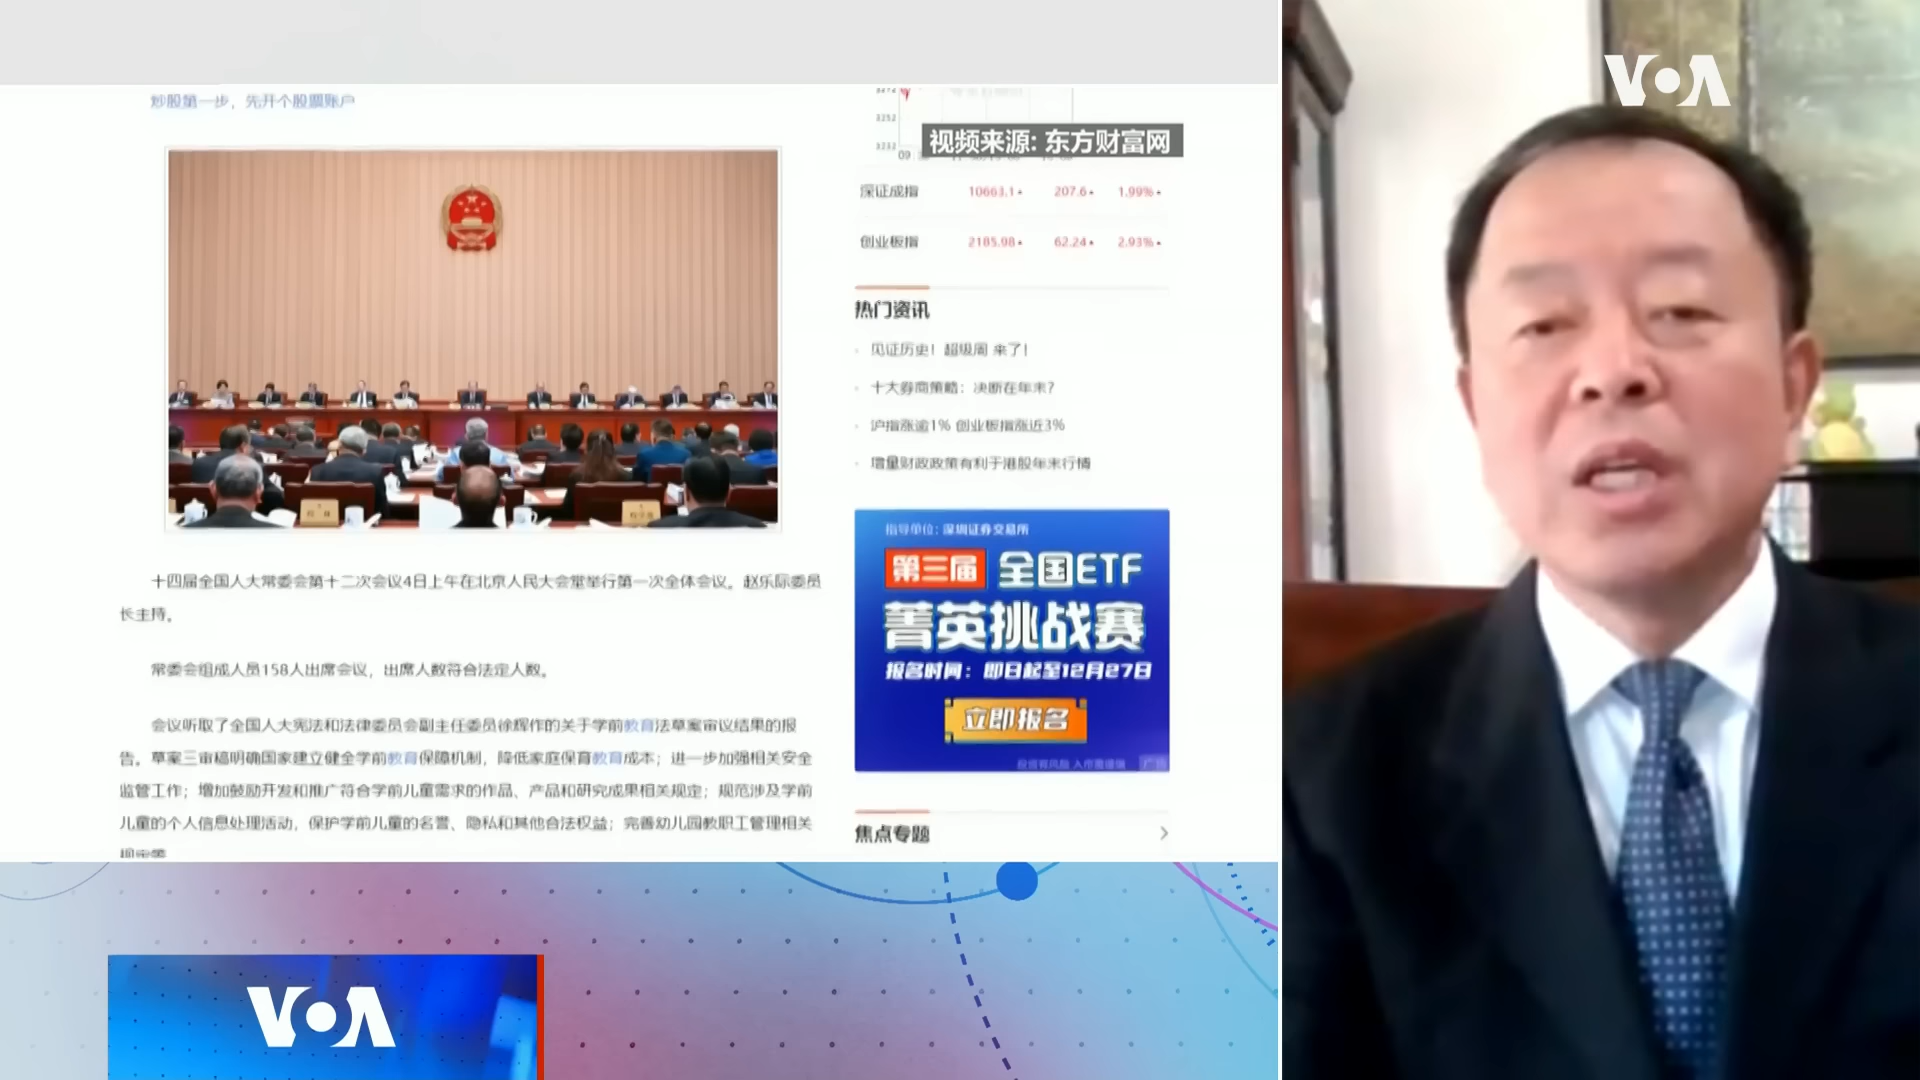 炒股第一步，先开个股票账户
十四届全国人大常委会第十二次会议4日上午在北京人民大会堂举行第一次全体会议。赵乐际委员
长主持。
常委会组成人员158人出席会议，出席人数符合法定人数。
会议听取了全国人大宪法和法律委员会副主任委员徐辉作的关于学前教育法草案审议结果的报
告。草案三审稿明确国家建立健全学前教育保障机制，降低家庭保育教育成本；进一步加强相关安全
监管工作；增加鼓励开发和推广符合学前儿童需求的作品、产品和研究成果相关规定；规范涉及学前
儿童的个人信息处理活动，保护学前儿童的名誉、隐私和其他合法权益；完善幼儿园教职工管理相关
3252
3232
视频来源: 东方财富网
深证成指 10663.1 207.6 1.99%
创业板指 2185.98 62.24 2.93%
热门资讯
见证历史！超级周 来了！
十大券商策略：决断在年末？
沪指涨逾1% 创业板指涨近3%
增量财政政策有利于港股年末行情
指导单位: 深圳证券交易所
第三届 全国ETF
菁英挑战赛
报名时间：即日起至12月27日
立即报名
焦点专题
VOA
VOA